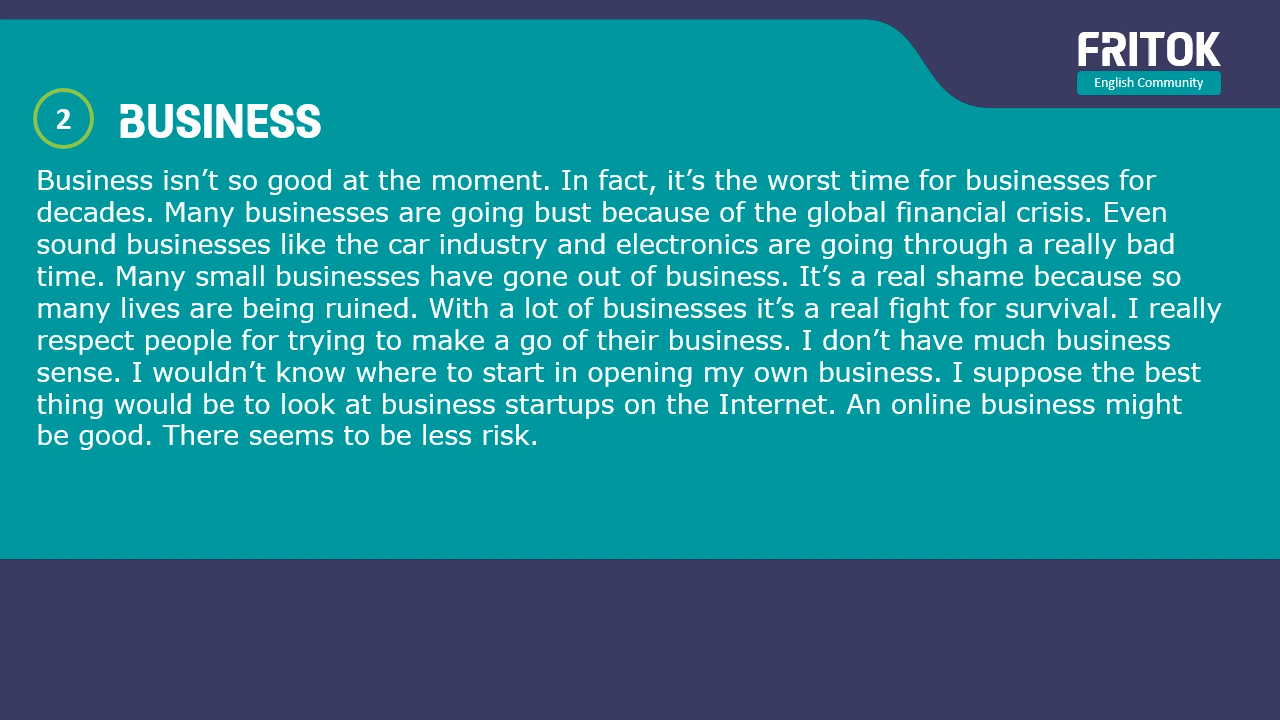 FRITOK
English Community
2
BUSINESS
Business isn’t so good at the moment. In fact, it’s the worst time for businesses for
decades. Many businesses are going bust because of the global financial crisis. Even
sound businesses like the car industry and electronics are going through a really bad
time. Many small businesses have gone out of business. It’s a real shame because so
many lives are being ruined. With a lot of businesses it’s a real fight for survival. I really
respect people for trying to make a go of their business. I don’t have much business
sense. I wouldn’t know where to start in opening my own business. I suppose the best
thing would be to look at business startups on the Internet. An online business might
be good. There seems to be less risk.